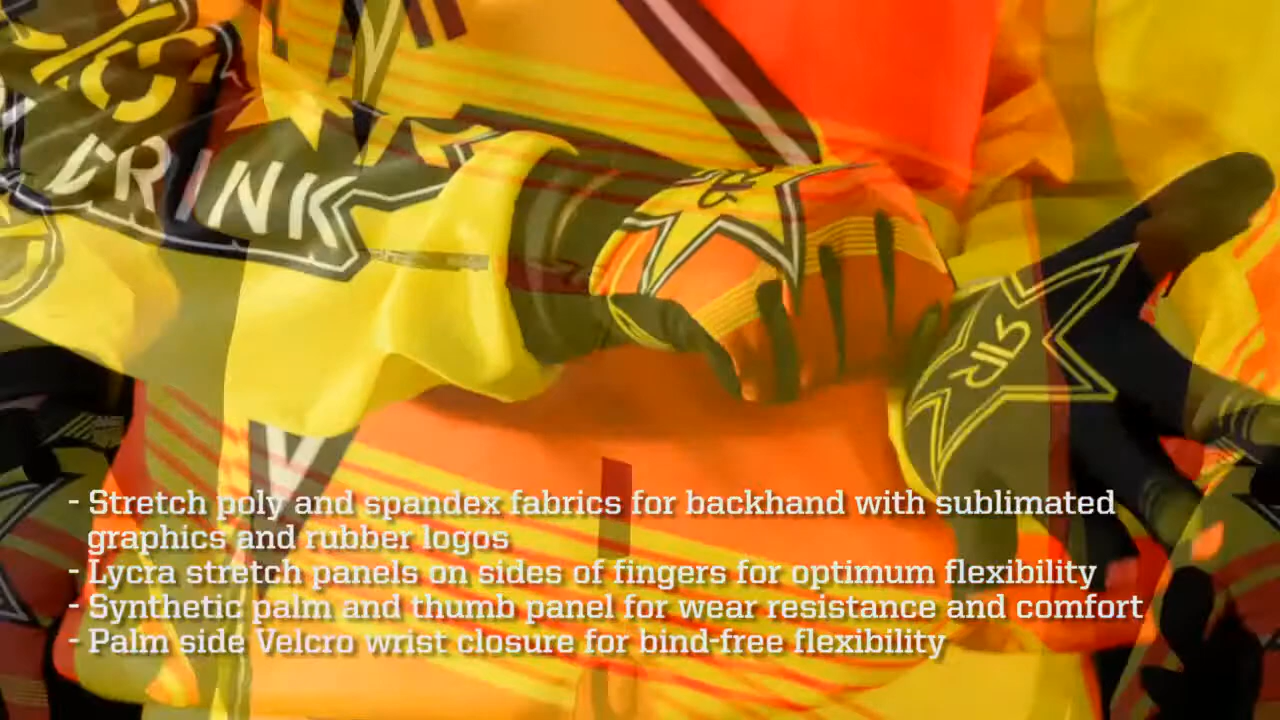 DRINK
- Stretch poly and spandex fabrics for backhand with sublimated
graphics and rubber logos
- Lycra stretch panels on sides of fingers for optimum flexibility
- Synthetic palm and thumb panel for wear resistance and comfort
- Palm side Velcro wrist closure for bind-free flexibility